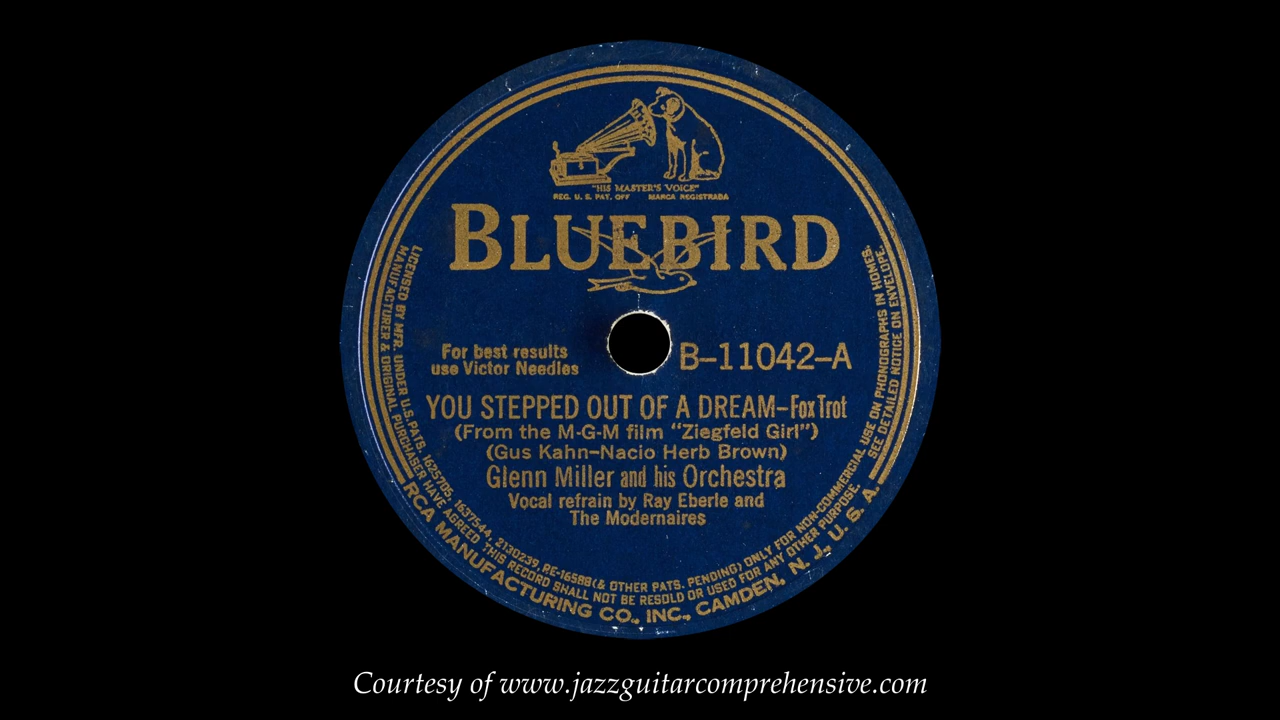 "HIS MASTER'S VOICE"
REG. U. S. PAT. OFF MARCA REGISTRADA
BLUEBIRD
For best results
use Victor Needles
B–11042–A
YOU STEPPED OUT OF A DREAM–Fox Trot
(From the M-G-M film "Ziegfeld Girl")
(Gus Kahn–Nacio Herb Brown)
Glenn Miller and his Orchestra
Vocal refrain by Ray Eberle and
The Modernaires
LICENSED BY MFR. UNDER U.S. PATS. 1625705, 1637544, 2130239, RE-16588 (& OTHER PATS. PENDING) ONLY FOR NON-COMMERCIAL USE ON PHONOGRAPHS IN HOMES.
MANUFACTURER & ORIGINAL PURCHASER HAVE AGREED THIS RECORD SHALL NOT BE RESOLD OR USED FOR ANY OTHER PURPOSE. SEE DETAILED NOTICE ON ENVELOPE.
RCA MANUFACTURING CO., INC., CAMDEN, N. J., U. S. A.
Courtesy of www.jazzguitarcomprehensive.com